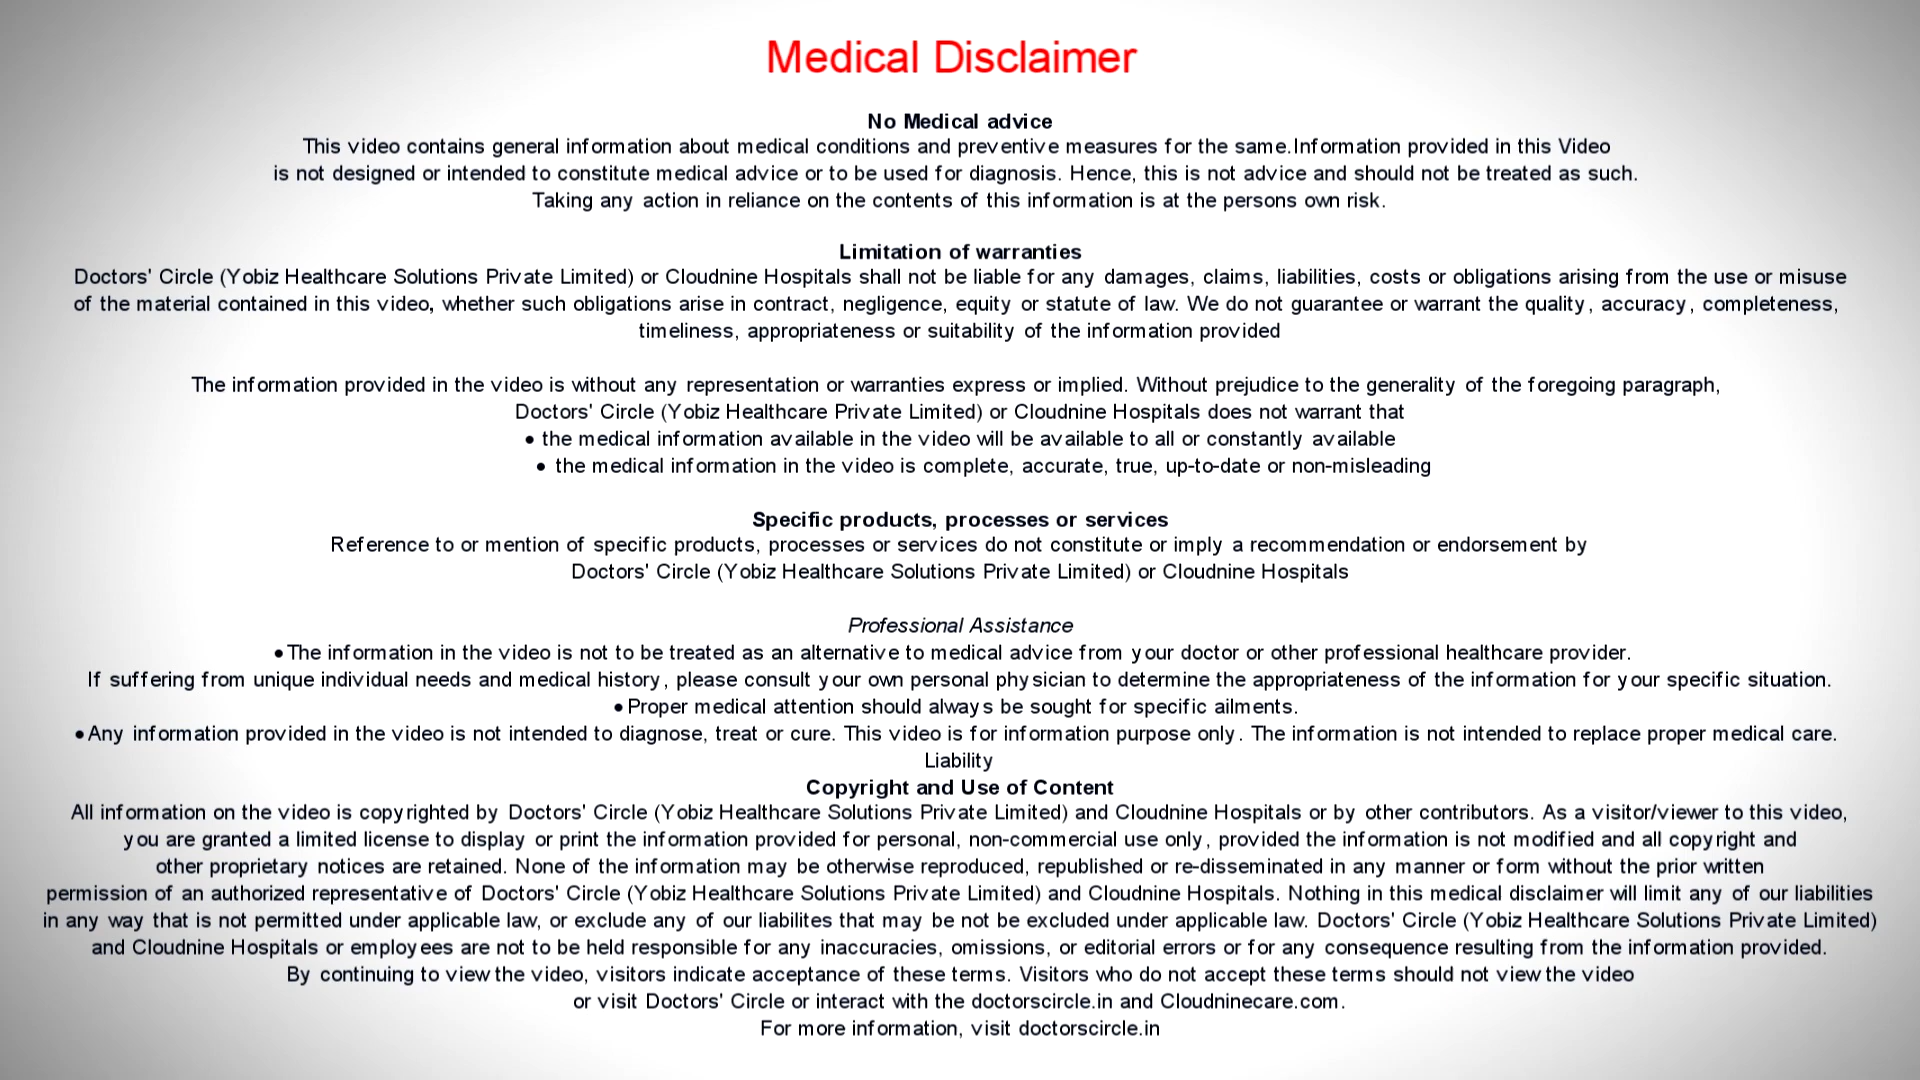 Medical Disclaimer
No Medical advice
This video contains general information about medical conditions and preventive measures for the same.Information provided in this Video
is not designed or intended to constitute medical advice or to be used for diagnosis. Hence, this is not advice and should not be treated as such.
Taking any action in reliance on the contents of this information is at the persons own risk.
Limitation of warranties
Doctors' Circle (Yobiz Healthcare Solutions Private Limited) or Cloudnine Hospitals shall not be liable for any damages, claims, liabilities, costs or obligations arising from the use or misuse
of the material contained in this video, whether such obligations arise in contract, negligence, equity or statute of law. We do not guarantee or warrant the quality, accuracy, completeness,
timeliness, appropriateness or suitability of the information provided
The information provided in the video is without any representation or warranties express or implied. Without prejudice to the generality of the foregoing paragraph,
Doctors' Circle (Yobiz Healthcare Private Limited) or Cloudnine Hospitals does not warrant that
• the medical information available in the video will be available to all or constantly available
• the medical information in the video is complete, accurate, true, up-to-date or non-misleading
Specific products, processes or services
Reference to or mention of specific products, processes or services do not constitute or imply a recommendation or endorsement by
Doctors' Circle (Yobiz Healthcare Solutions Private Limited) or Cloudnine Hospitals
Professional Assistance
•The information in the video is not to be treated as an alternative to medical advice from your doctor or other professional healthcare provider.
If suffering from unique individual needs and medical history, please consult your own personal physician to determine the appropriateness of the information for your specific situation.
•Proper medical attention should always be sought for specific ailments.
•Any information provided in the video is not intended to diagnose, treat or cure. This video is for information purpose only. The information is not intended to replace proper medical care.
Liability
Copyright and Use of Content
All information on the video is copyrighted by Doctors' Circle (Yobiz Healthcare Solutions Private Limited) and Cloudnine Hospitals or by other contributors. As a visitor/viewer to this video,
you are granted a limited license to display or print the information provided for personal, non-commercial use only, provided the information is not modified and all copyright and
other proprietary notices are retained. None of the information may be otherwise reproduced, republished or re-disseminated in any manner or form without the prior written
permission of an authorized representative of Doctors' Circle (Yobiz Healthcare Solutions Private Limited) and Cloudnine Hospitals. Nothing in this medical disclaimer will limit any of our liabilities
in any way that is not permitted under applicable law, or exclude any of our liabilites that may be not be excluded under applicable law. Doctors' Circle (Yobiz Healthcare Solutions Private Limited)
and Cloudnine Hospitals or employees are not to be held responsible for any inaccuracies, omissions, or editorial errors or for any consequence resulting from the information provided.
By continuing to view the video, visitors indicate acceptance of these terms. Visitors who do not accept these terms should not view the video
or visit Doctors' Circle or interact with the doctorscircle.in and Cloudninecare.com.
For more information, visit doctorscircle.in